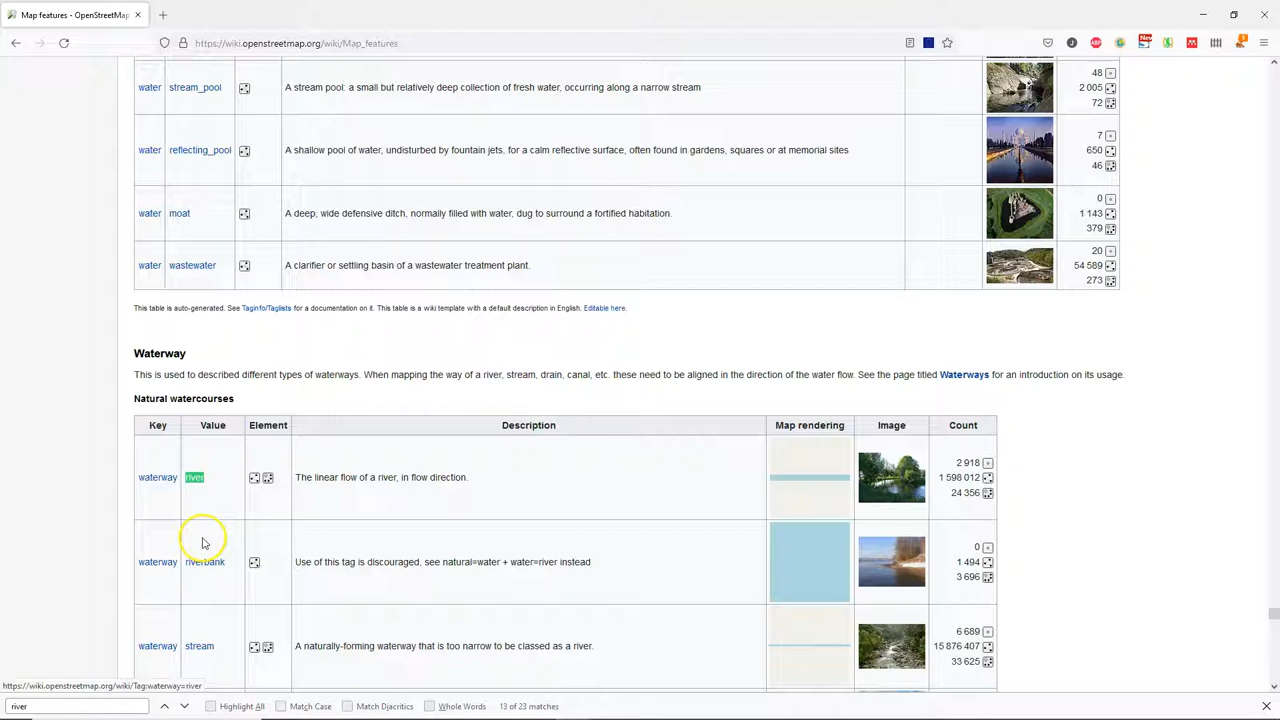 Map features - OpenStreetMap
https://wiki.openstreetmap.org/wiki/Map_features
New
1
water stream_pool A stream pool: a small but relatively deep collection of fresh water, occurring along a narrow stream 48
2 005
72
water reflecting_pool A pool of water, undisturbed by fountain jets, for a calm reflective surface, often found in gardens, squares or at memorial sites 7
650
46
water moat A deep, wide defensive ditch, normally filled with water, dug to surround a fortified habitation. 0
1 143
379
water wastewater A clarifier/settling basin of a wastewater treatment plant. 20
54 589
273
This table is auto-generated. See Taginfo/Taglists for a documentation on it. This table is a wiki template with a default description in English. Editable here.
Waterway
This is used to described different types of waterways. When mapping the way of a river, stream, drain, canal, etc. these need to be aligned in the direction of the water flow. See the page titled Waterways for an introduction on its usage.
Natural watercourses
Key Value Element Description Map rendering Image Count
waterway river The linear flow of a river, in flow direction. 2 918
1 598 012
24 356
waterway riverbank Use of this tag is discouraged, see natural=water + water=river instead 0
1 494
3 696
waterway stream A naturally-forming waterway that is too narrow to be classed as a river. 6 689
15 876 407
33 625
https://wiki.openstreetmap.org/wiki/Tag:waterway=river
river Highlight All Match Case Match Diacritics Whole Words 13 of 23 matches